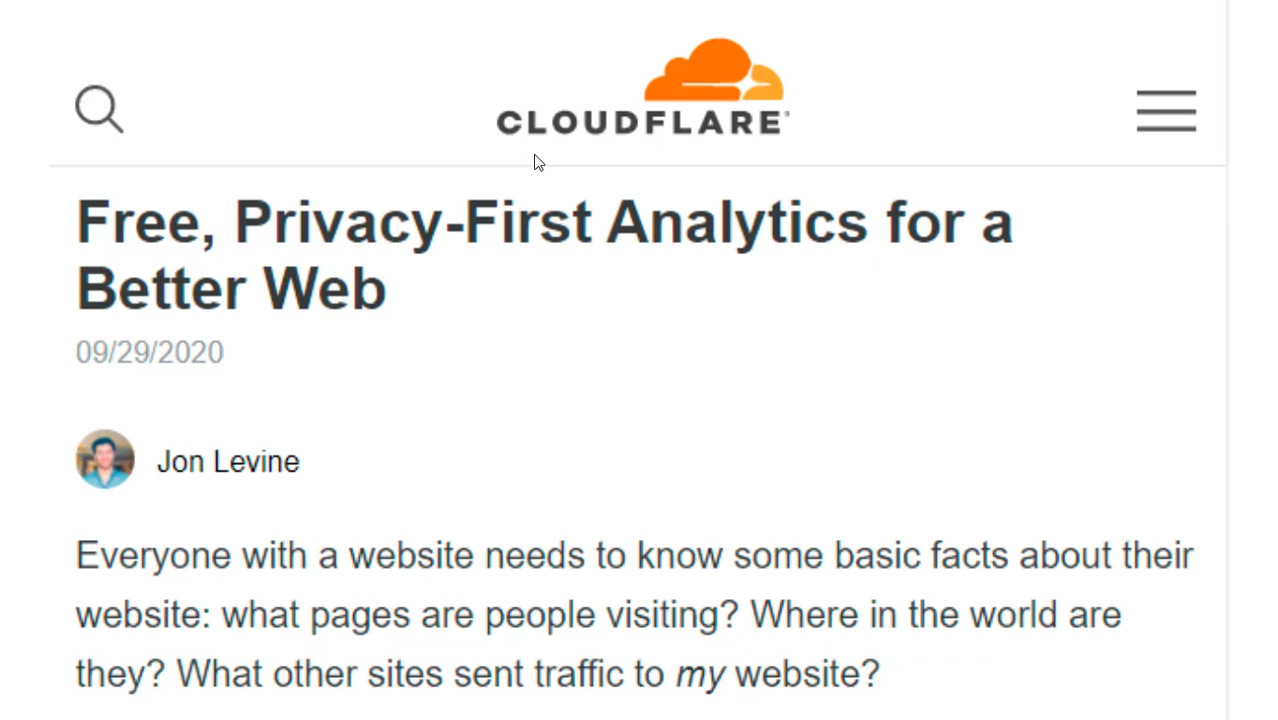 CLOUDFLARE
Free, Privacy-First Analytics for a
Better Web
09/29/2020
Jon Levine
Everyone with a website needs to know some basic facts about their
website: what pages are people visiting? Where in the world are
they? What other sites sent traffic to my website?